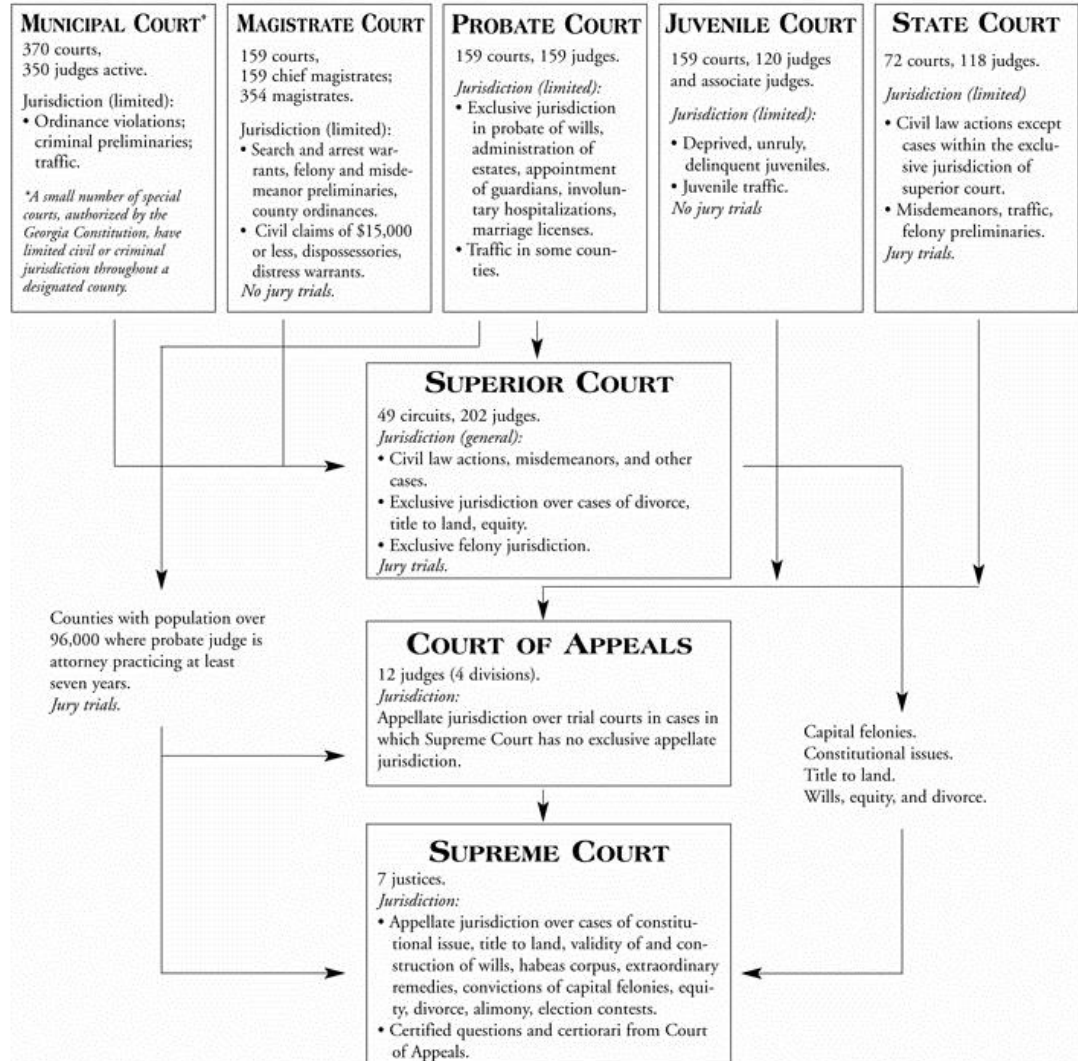 MUNICIPAL COURT*
370 courts,
350 judges active.
Jurisdiction (limited):
• Ordinance violations;
criminal preliminaries;
traffic.
*A small number of special
courts, authorized by the
Georgia Constitution, have
limited civil or criminal
jurisdiction throughout a
designated county.
MAGISTRATE COURT
159 courts,
159 chief magistrates;
354 magistrates.
Jurisdiction (limited):
• Search and arrest war-
rants, felony and misde-
meanor preliminaries,
county ordinances.
• Civil claims of $15,000
or less, dispossessories,
distress warrants.
No jury trials.
PROBATE COURT
159 courts, 159 judges.
Jurisdiction (limited):
• Exclusive jurisdiction
in probate of wills,
administration of
estates, appointment
of guardians, involun-
tary hospitalizations,
marriage licenses.
• Traffic in some coun-
ties.
JUVENILE COURT
159 courts, 120 judges
and associate judges.
Jurisdiction (limited):
• Deprived, unruly,
delinquent juveniles.
• Juvenile traffic.
No jury trials
STATE COURT
72 courts, 118 judges.
Jurisdiction (limited)
• Civil law actions except
cases within the exclu-
sive jurisdiction of
superior court.
• Misdemeanors, traffic,
felony preliminaries.
Jury trials.
SUPERIOR COURT
49 circuits, 202 judges.
Jurisdiction (general):
• Civil law actions, misdemeanors, and other
cases.
• Exclusive jurisdiction over cases of divorce,
title to land, equity.
• Exclusive felony jurisdiction.
Jury trials.
Counties with population over
96,000 where probate judge is
attorney practicing at least
seven years.
Jury trials.
COURT OF APPEALS
12 judges (4 divisions).
Jurisdiction:
Appellate jurisdiction over trial courts in cases in
which Supreme Court has no exclusive appellate
jurisdiction.
Capital felonies.
Constitutional issues.
Title to land.
Wills, equity, and divorce.
SUPREME COURT
7 justices.
Jurisdiction:
• Appellate jurisdiction over cases of constitu-
tional issue, title to land, validity of and con-
struction of wills, habeas corpus, extraordinary
remedies, convictions of capital felonies, equi-
ty, divorce, alimony, election contests.
• Certified questions and certiorari from Court
of Appeals.